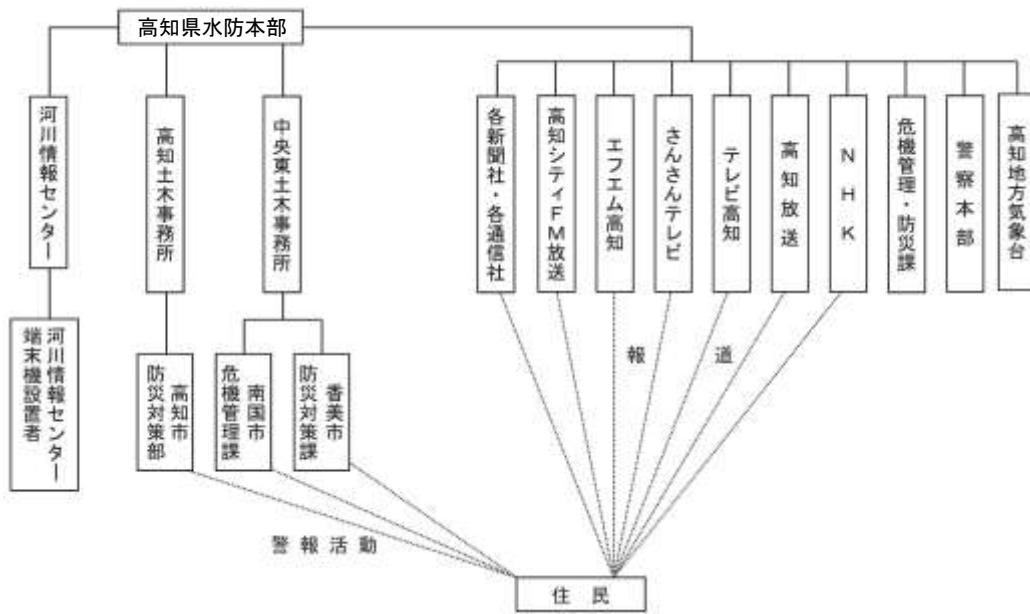 高知県水防本部
河川情報センター
高知土木事務所
中央東土木事務所
各新聞社・各通信社
高知シティFM放送
エフエム高知
さんさんテレビ
テレビ高知
高知放送
NHK
危機管理・防災課
警察本部
高知地方気象台
河川情報センター
端末機設置者
高知市
防災対策部
南国市
危機管理課
香美市
防災対策課
報道
警報活動
住民